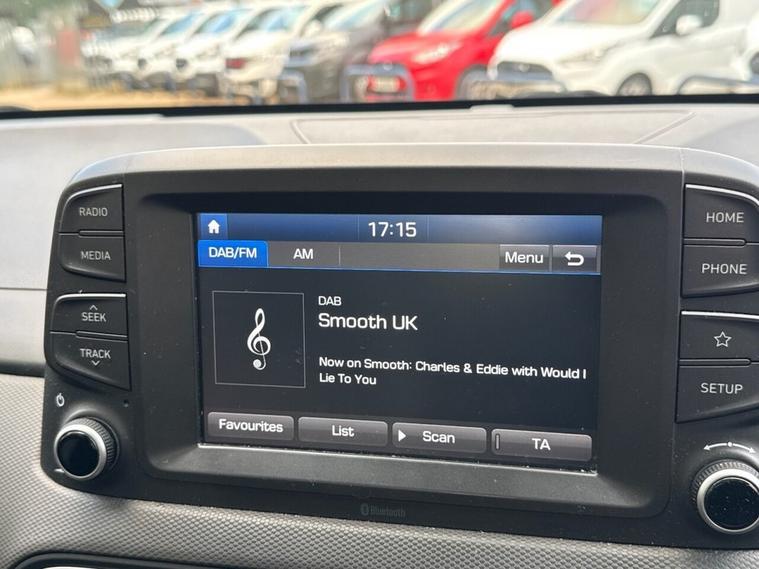 17:15
RADIO
HOME
DAB/FM AM Menu
MEDIA
PHONE
DAB
Smooth UK
SEEK
TRACK
Now on Smooth: Charles & Eddie with Would I
Lie To You
SETUP
Favourites List Scan TA
Bluetooth